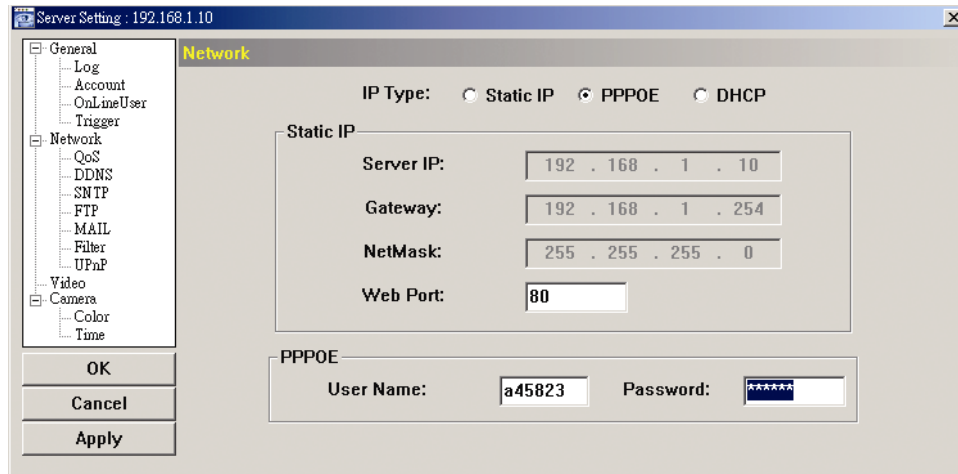 Server Setting : 192.168.1.10
General
Log
Account
OnLineUser
Trigger
Network
QoS
DDNS
SNTP
FTP
MAIL
Filter
UPnP
Video
Camera
Color
Time
OK
Cancel
Apply
Network
IP Type: Static IP PPPOE DHCP
Static IP
Server IP: 192 . 168 . 1 . 10
Gateway: 192 . 168 . 1 . 254
NetMask: 255 . 255 . 255 . 0
Web Port: 80
PPPOE
User Name: a45823 Password: ******